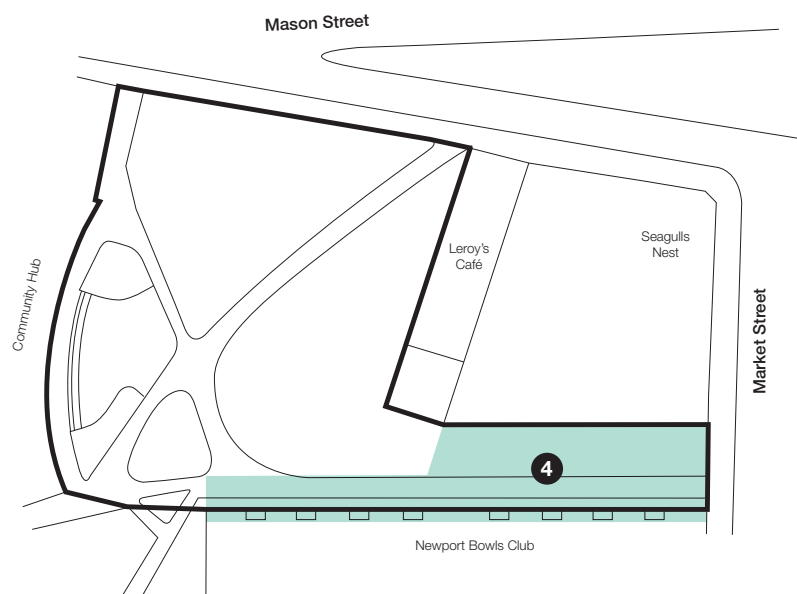 Mason Street
Leroy's
Café
Seagulls
Nest
Community Hub
Market Street
4
Newport Bowls Club